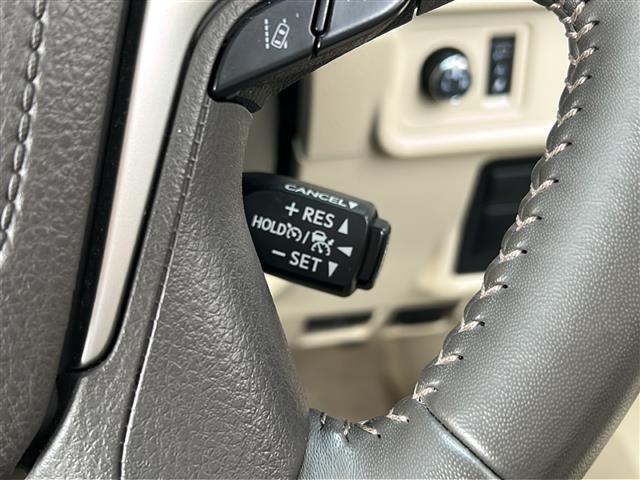 CANCEL
+ RES
HOLD /
− SET